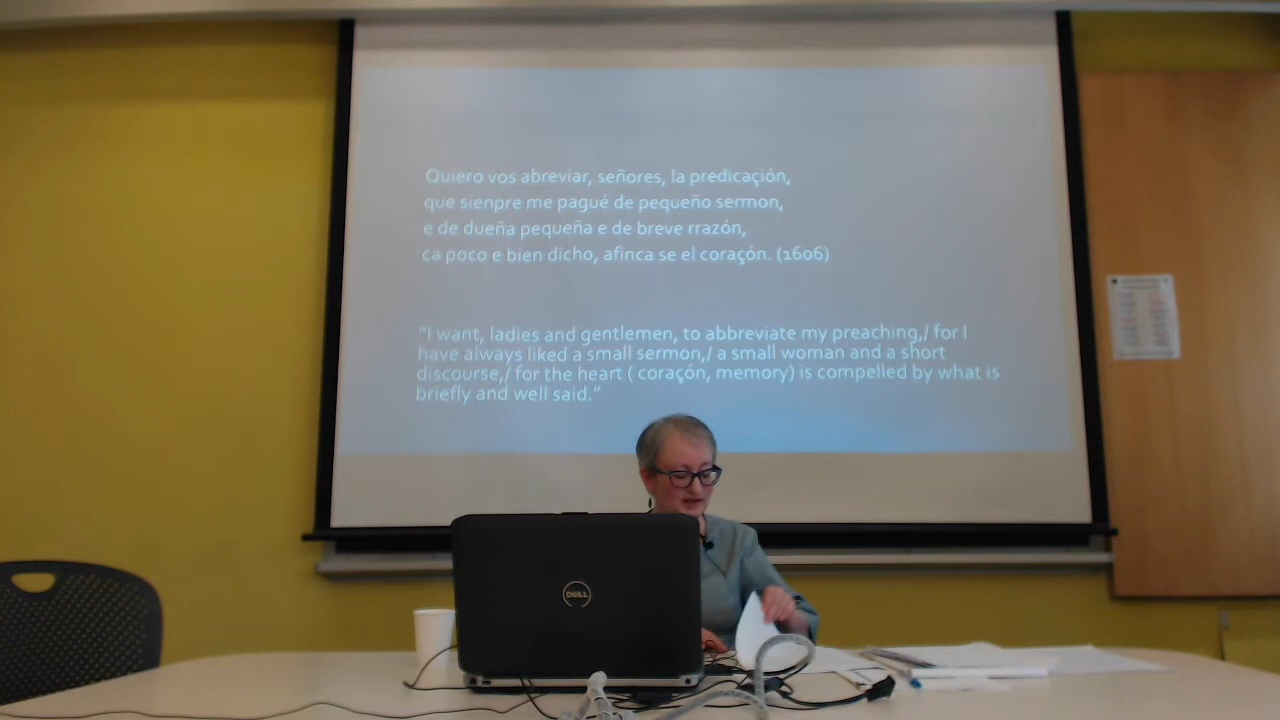 Quiero vos abreviar, señores, la predicaçión,
que sienpre me pagué de pequeño sermon,
e de dueña pequeña e de breve rrazón,
ca poco e bien dicho, afinca se el coraçón. (1606)
"I want, ladies and gentlemen, to abbreviate my preaching,/ for I
have always liked a small sermon,/ a small woman and a short
discourse,/ for the heart ( coraçón, memory) is compelled by what is
briefly and well said."
DELL